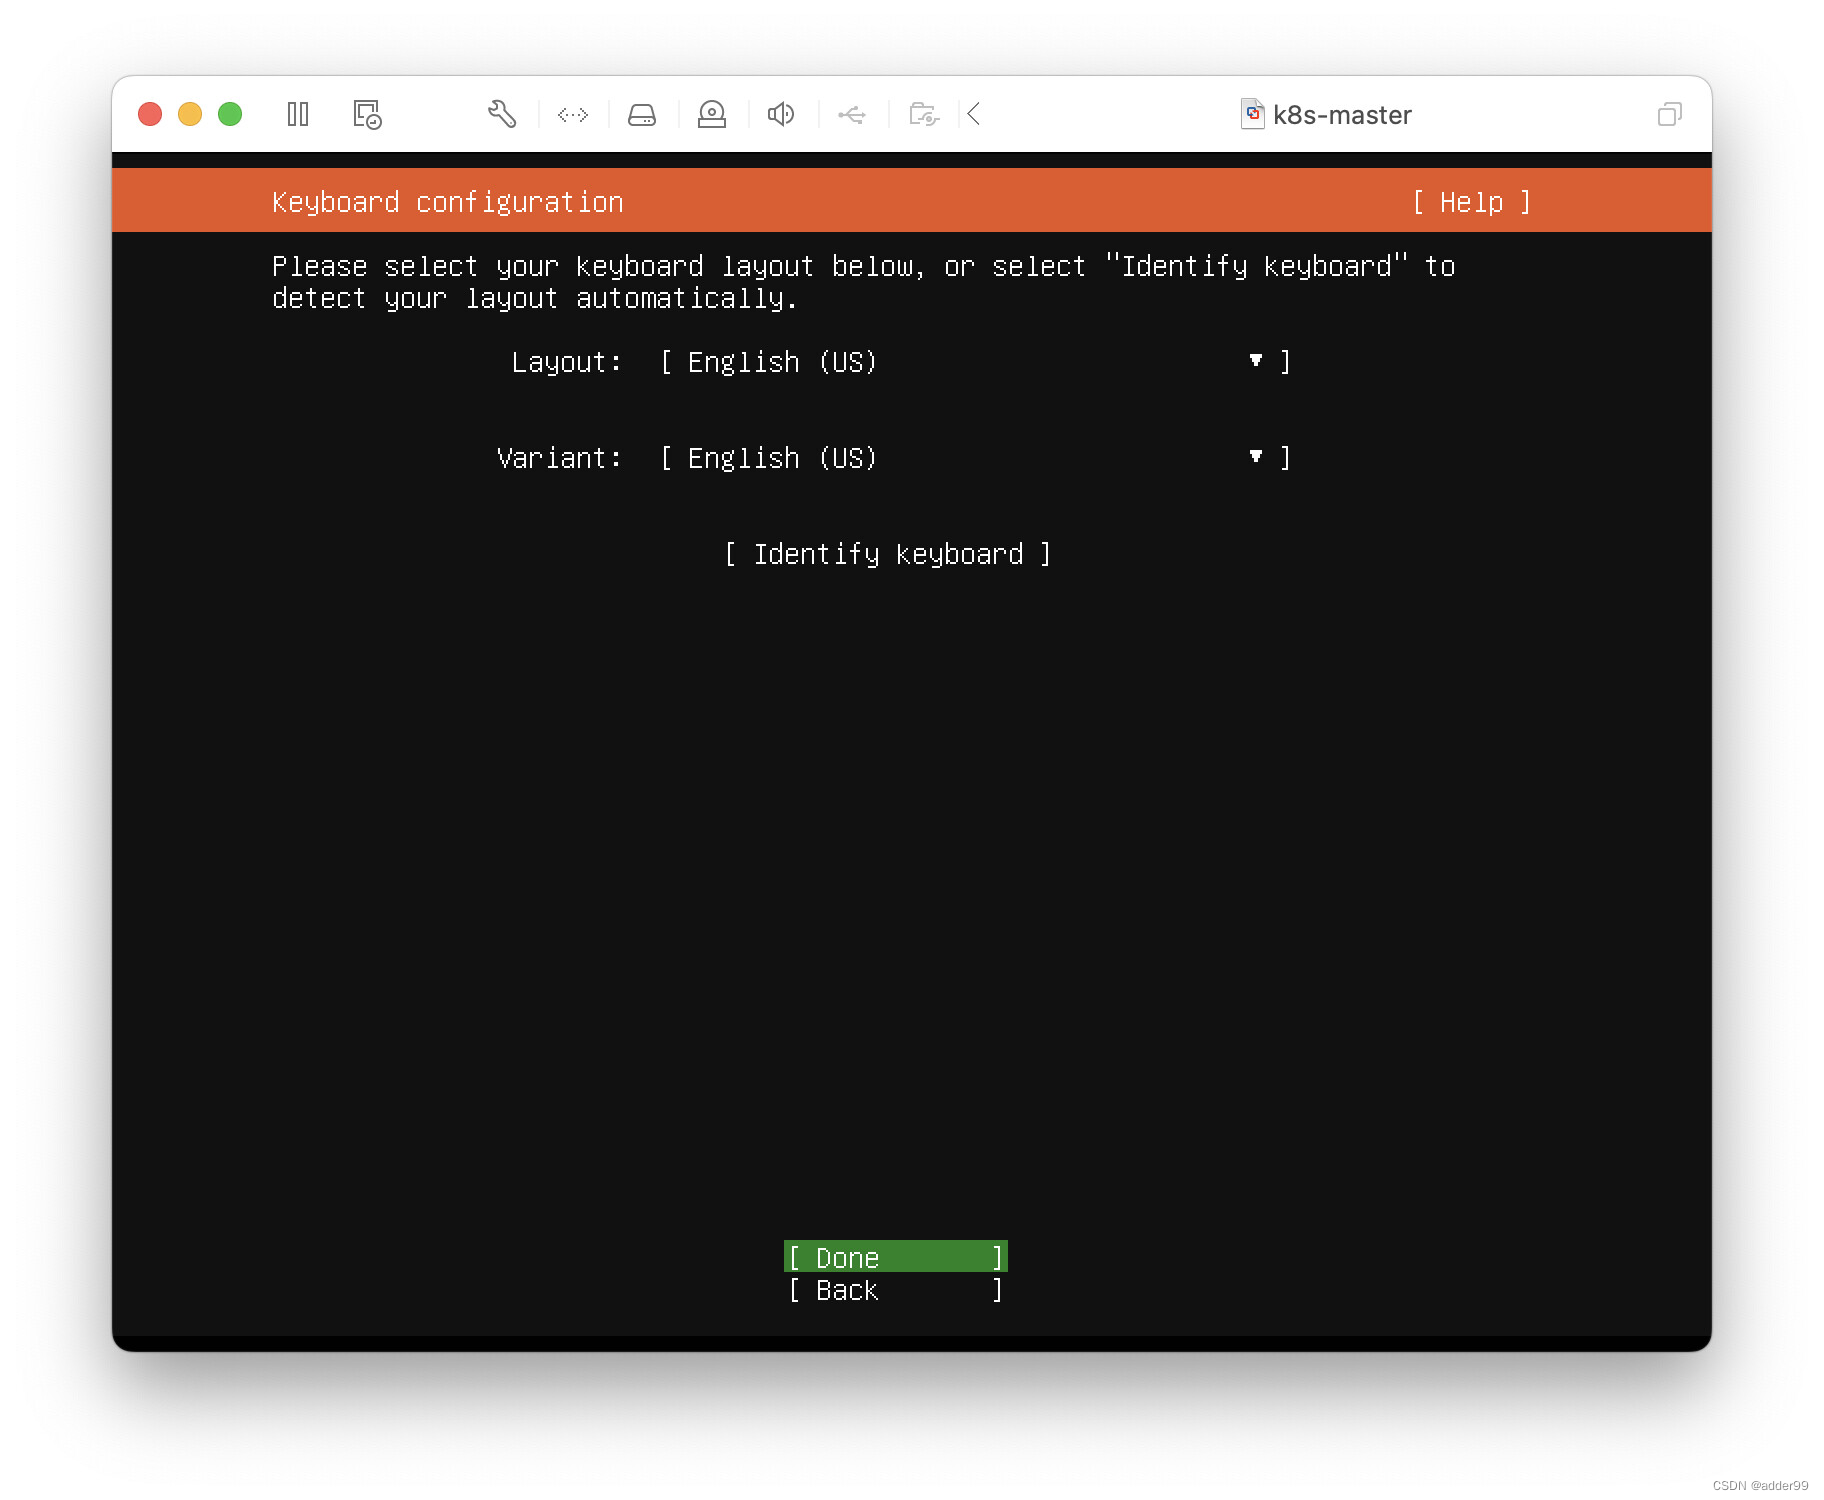 k8s-master
Keyboard configuration [ Help ]
Please select your keyboard layout below, or select "Identify keyboard" to
detect your layout automatically.
Layout: [ English (US) ▾ ]
Variant: [ English (US) ▾ ]
[ Identify keyboard ]
[ Done ]
[ Back ]
CSDN @adder99